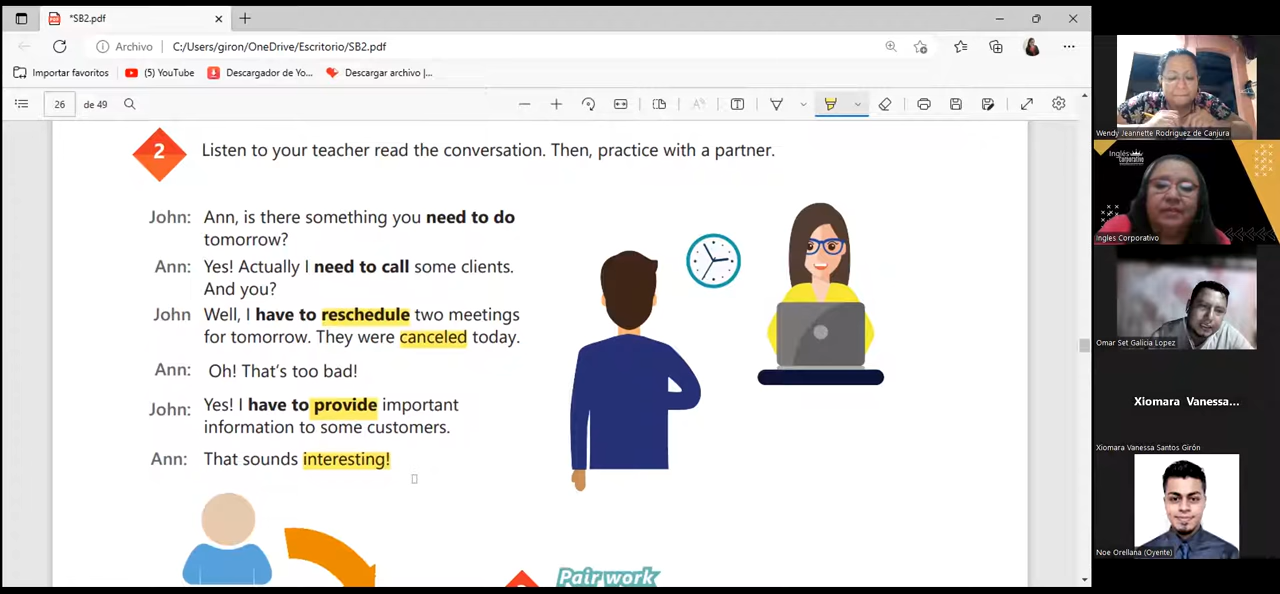 *SB2.pdf
Archivo
C:/Users/giron/OneDrive/Escritorio/SB2.pdf
Importar favoritos
(5) YouTube
Descargador de Yo...
Descargar archivo |...
26
de 49
2
Listen to your teacher read the conversation. Then, practice with a partner.
John: Ann, is there something you need to do
tomorrow?
Ann: Yes! Actually I need to call some clients.
And you?
John Well, I have to reschedule two meetings
for tomorrow. They were canceled today.
Ann: Oh! That's too bad!
John: Yes! I have to provide important
information to some customers.
Ann: That sounds interesting!
Pair work
Wendy Jeannette Rodriguez de Canjura
Inglés
Corporativo
Ingles Corporativo
Omar Set Galicia Lopez
Xiomara Vanessa...
Xiomara Vanessa Santos Girón
Noe Orellana (Oyente)